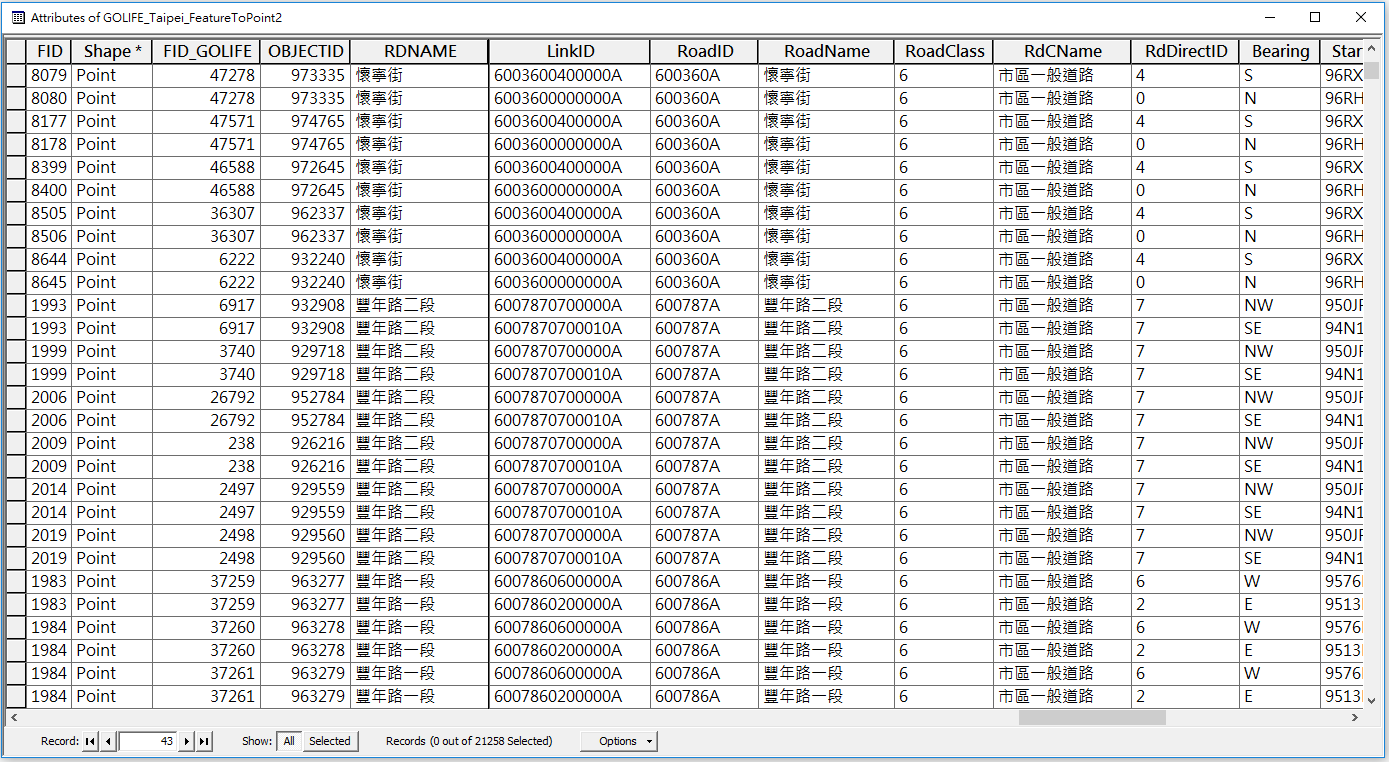 Attributes of GOLIFE_Taipei_FeatureToPoint2
FID Shape * FID_GOLIFE OBJECTID RDNAME LinkID RoadID RoadName RoadClass RdCName RdDirectID Bearing Star
8079 Point 47278 973335 懷寧街 6003600400000A 600360A 懷寧街 6 市區一般道路 4 S 96RX
8080 Point 47278 973335 懷寧街 6003600000000A 600360A 懷寧街 6 市區一般道路 0 N 96RH
8177 Point 47571 974765 懷寧街 6003600400000A 600360A 懷寧街 6 市區一般道路 4 S 96RX
8178 Point 47571 974765 懷寧街 6003600000000A 600360A 懷寧街 6 市區一般道路 0 N 96RH
8399 Point 46588 972645 懷寧街 6003600400000A 600360A 懷寧街 6 市區一般道路 4 S 96RX
8400 Point 46588 972645 懷寧街 6003600000000A 600360A 懷寧街 6 市區一般道路 0 N 96RH
8505 Point 36307 962337 懷寧街 6003600400000A 600360A 懷寧街 6 市區一般道路 4 S 96RX
8506 Point 36307 962337 懷寧街 6003600000000A 600360A 懷寧街 6 市區一般道路 0 N 96RH
8644 Point 6222 932240 懷寧街 6003600400000A 600360A 懷寧街 6 市區一般道路 4 S 96RX
8645 Point 6222 932240 懷寧街 6003600000000A 600360A 懷寧街 6 市區一般道路 0 N 96RH
1993 Point 6917 932908 豐年路二段 6007870700000A 600787A 豐年路二段 6 市區一般道路 7 NW 950JF
1993 Point 6917 932908 豐年路二段 6007870700010A 600787A 豐年路二段 6 市區一般道路 7 SE 94N1
1999 Point 3740 929718 豐年路二段 6007870700000A 600787A 豐年路二段 6 市區一般道路 7 NW 950JF
1999 Point 3740 929718 豐年路二段 6007870700010A 600787A 豐年路二段 6 市區一般道路 7 SE 94N1
2006 Point 26792 952784 豐年路二段 6007870700000A 600787A 豐年路二段 6 市區一般道路 7 NW 950JF
2006 Point 26792 952784 豐年路二段 6007870700010A 600787A 豐年路二段 6 市區一般道路 7 SE 94N1
2009 Point 238 926216 豐年路二段 6007870700000A 600787A 豐年路二段 6 市區一般道路 7 NW 950JF
2009 Point 238 926216 豐年路二段 6007870700010A 600787A 豐年路二段 6 市區一般道路 7 SE 94N1
2014 Point 2497 929559 豐年路二段 6007870700000A 600787A 豐年路二段 6 市區一般道路 7 NW 950JF
2014 Point 2497 929559 豐年路二段 6007870700010A 600787A 豐年路二段 6 市區一般道路 7 SE 94N1
2019 Point 2498 929560 豐年路二段 6007870700000A 600787A 豐年路二段 6 市區一般道路 7 NW 950JF
2019 Point 2498 929560 豐年路二段 6007870700010A 600787A 豐年路二段 6 市區一般道路 7 SE 94N1
1983 Point 37259 963277 豐年路一段 6007860600000A 600786A 豐年路一段 6 市區一般道路 6 W 9576
1983 Point 37259 963277 豐年路一段 6007860200000A 600786A 豐年路一段 6 市區一般道路 2 E 9513
1984 Point 37260 963278 豐年路一段 6007860600000A 600786A 豐年路一段 6 市區一般道路 6 W 9576
1984 Point 37260 963278 豐年路一段 6007860200000A 600786A 豐年路一段 6 市區一般道路 2 E 9513
1984 Point 37261 963279 豐年路一段 6007860600000A 600786A 豐年路一段 6 市區一般道路 6 W 9576
1984 Point 37261 963279 豐年路一段 6007860200000A 600786A 豐年路一段 6 市區一般道路 2 E 9513
Record: 43 Show: All Selected Records (0 out of 21258 Selected) Options